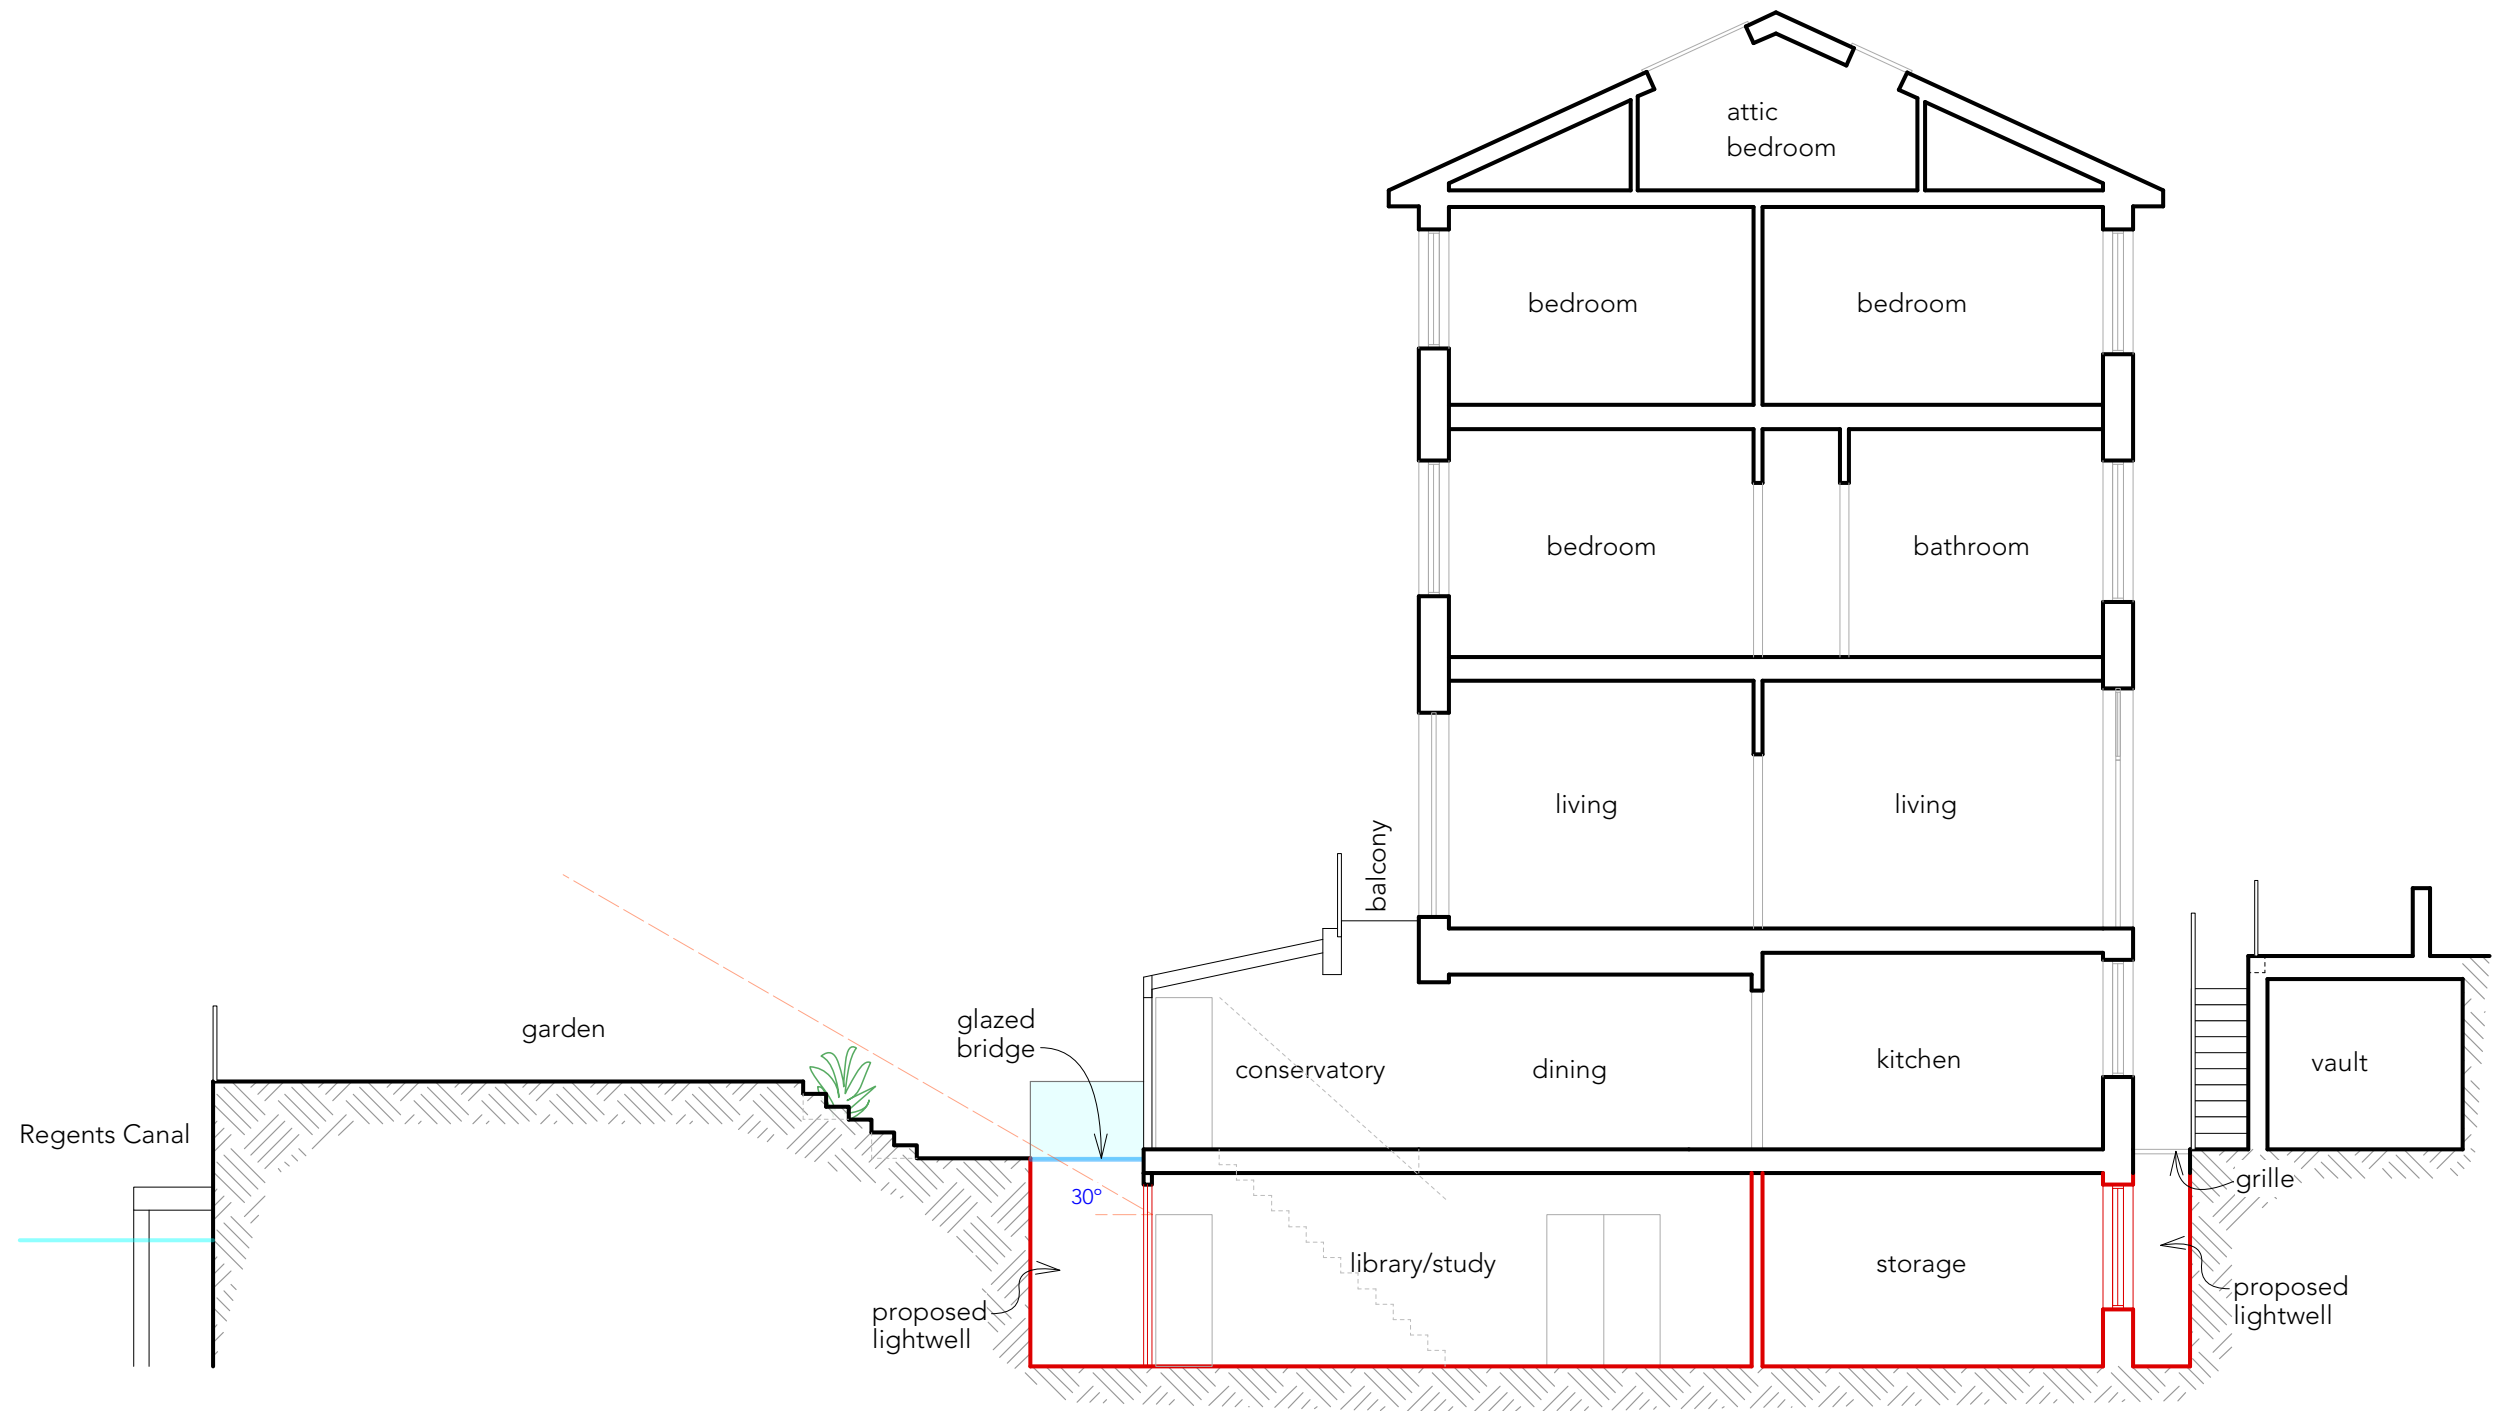 attic
bedroom
bedroom
bedroom
bedroom
bathroom
living
living
balcony
garden
glazed
bridge
conservatory
dining
kitchen
vault
Regents Canal
30°
grille
library/study
storage
proposed
lightwell
proposed
lightwell